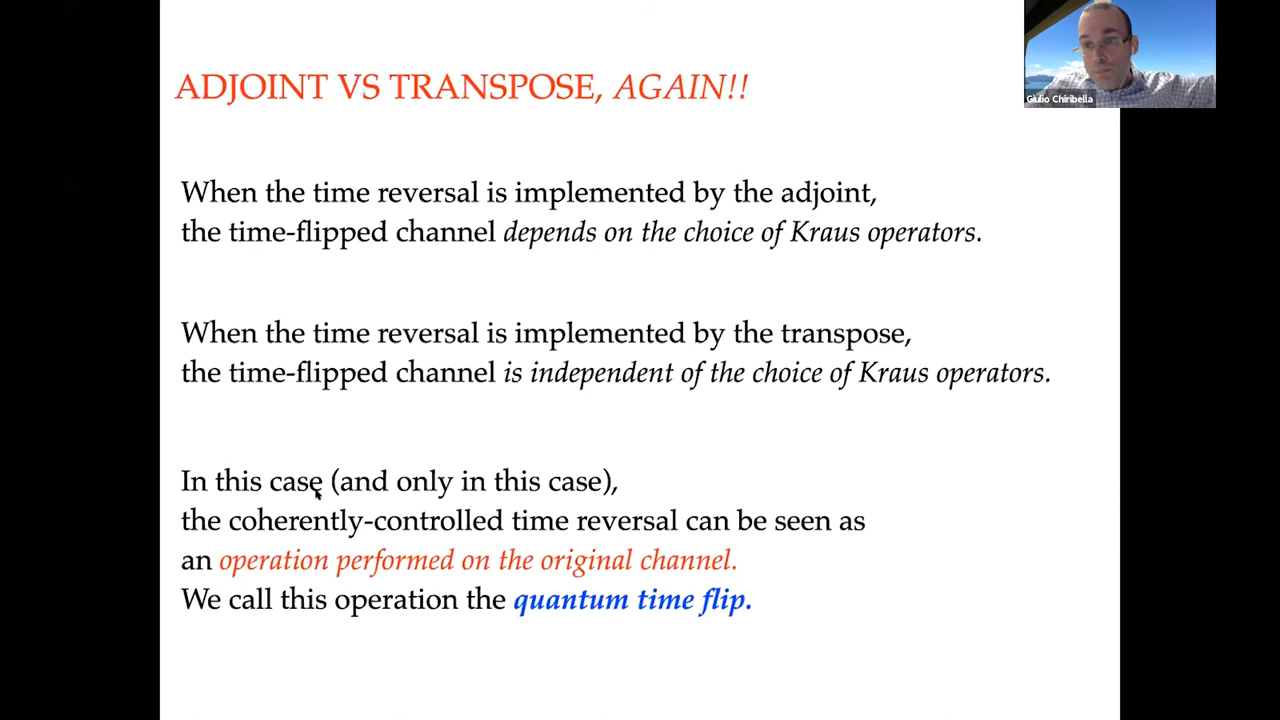 ADJOINT VS TRANSPOSE, AGAIN!!
Giulio Chiribella
When the time reversal is implemented by the adjoint,
the time-flipped channel depends on the choice of Kraus operators.
When the time reversal is implemented by the transpose,
the time-flipped channel is independent of the choice of Kraus operators.
In this case (and only in this case),
the coherently-controlled time reversal can be seen as
an operation performed on the original channel.
We call this operation the quantum time flip.